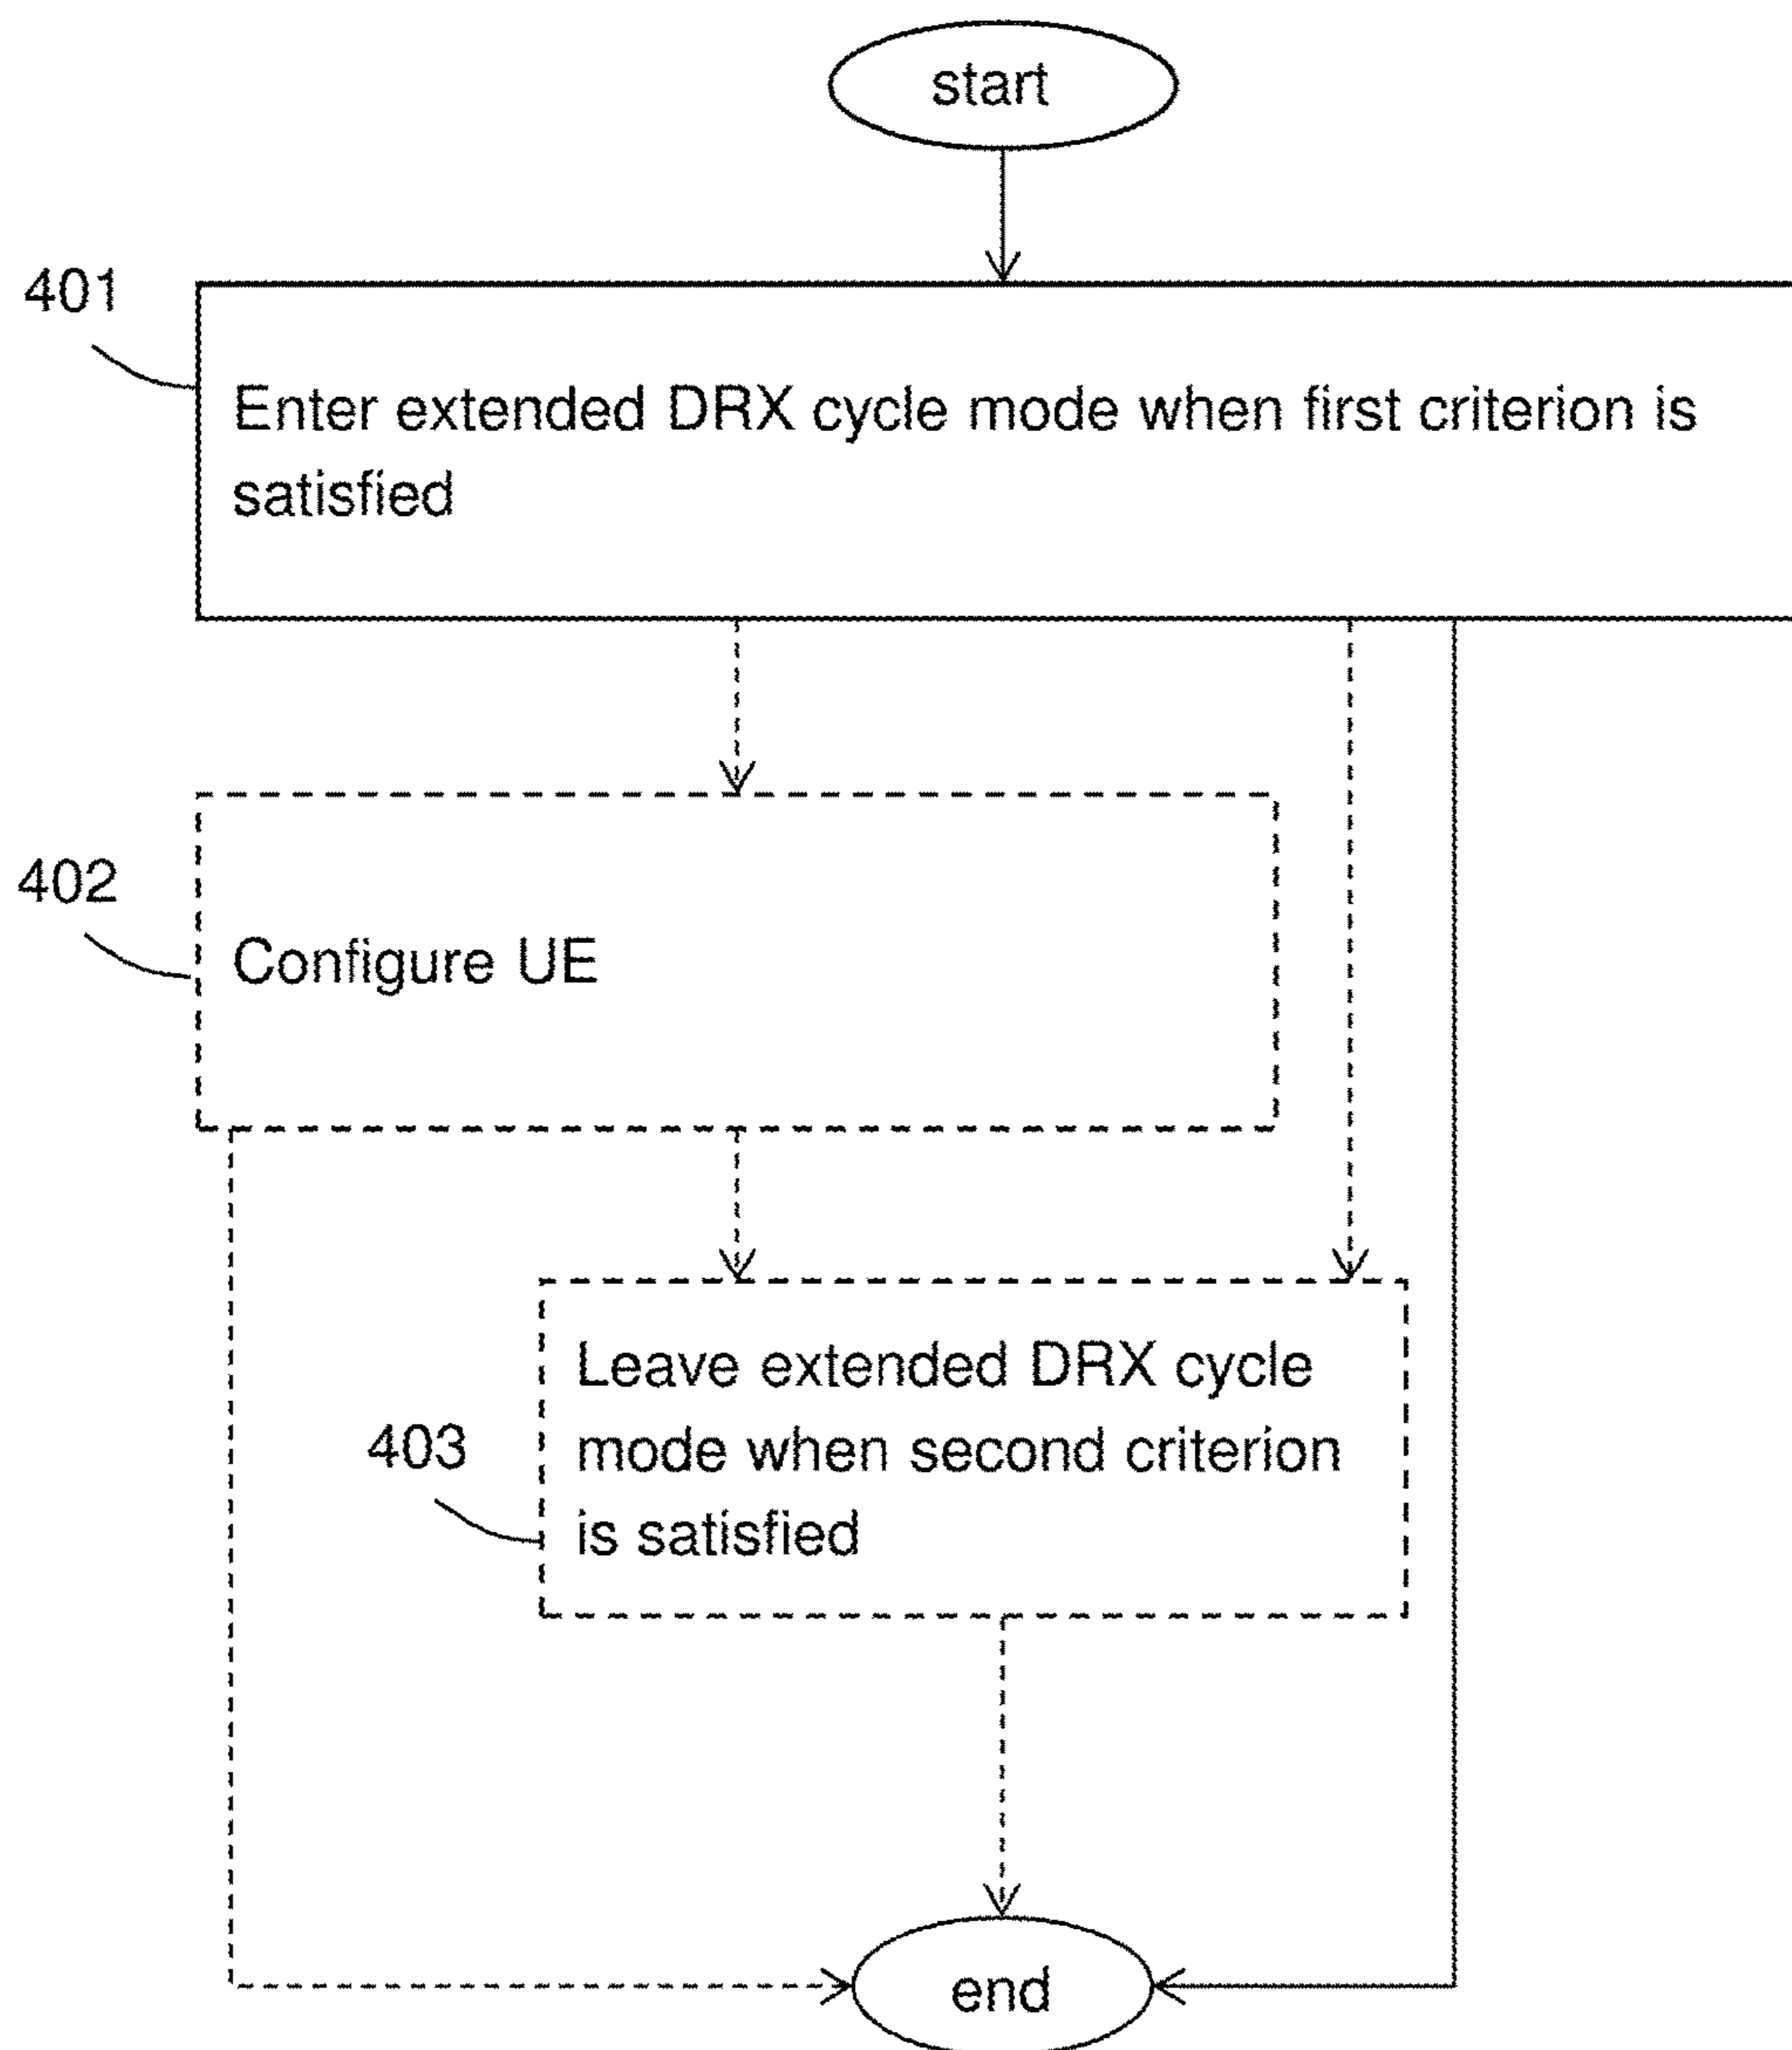 start
401
Enter extended DRX cycle mode when first criterion is
satisfied
402
Configure UE
Leave extended DRX cycle
403
mode when second criterion
is satisfied
end